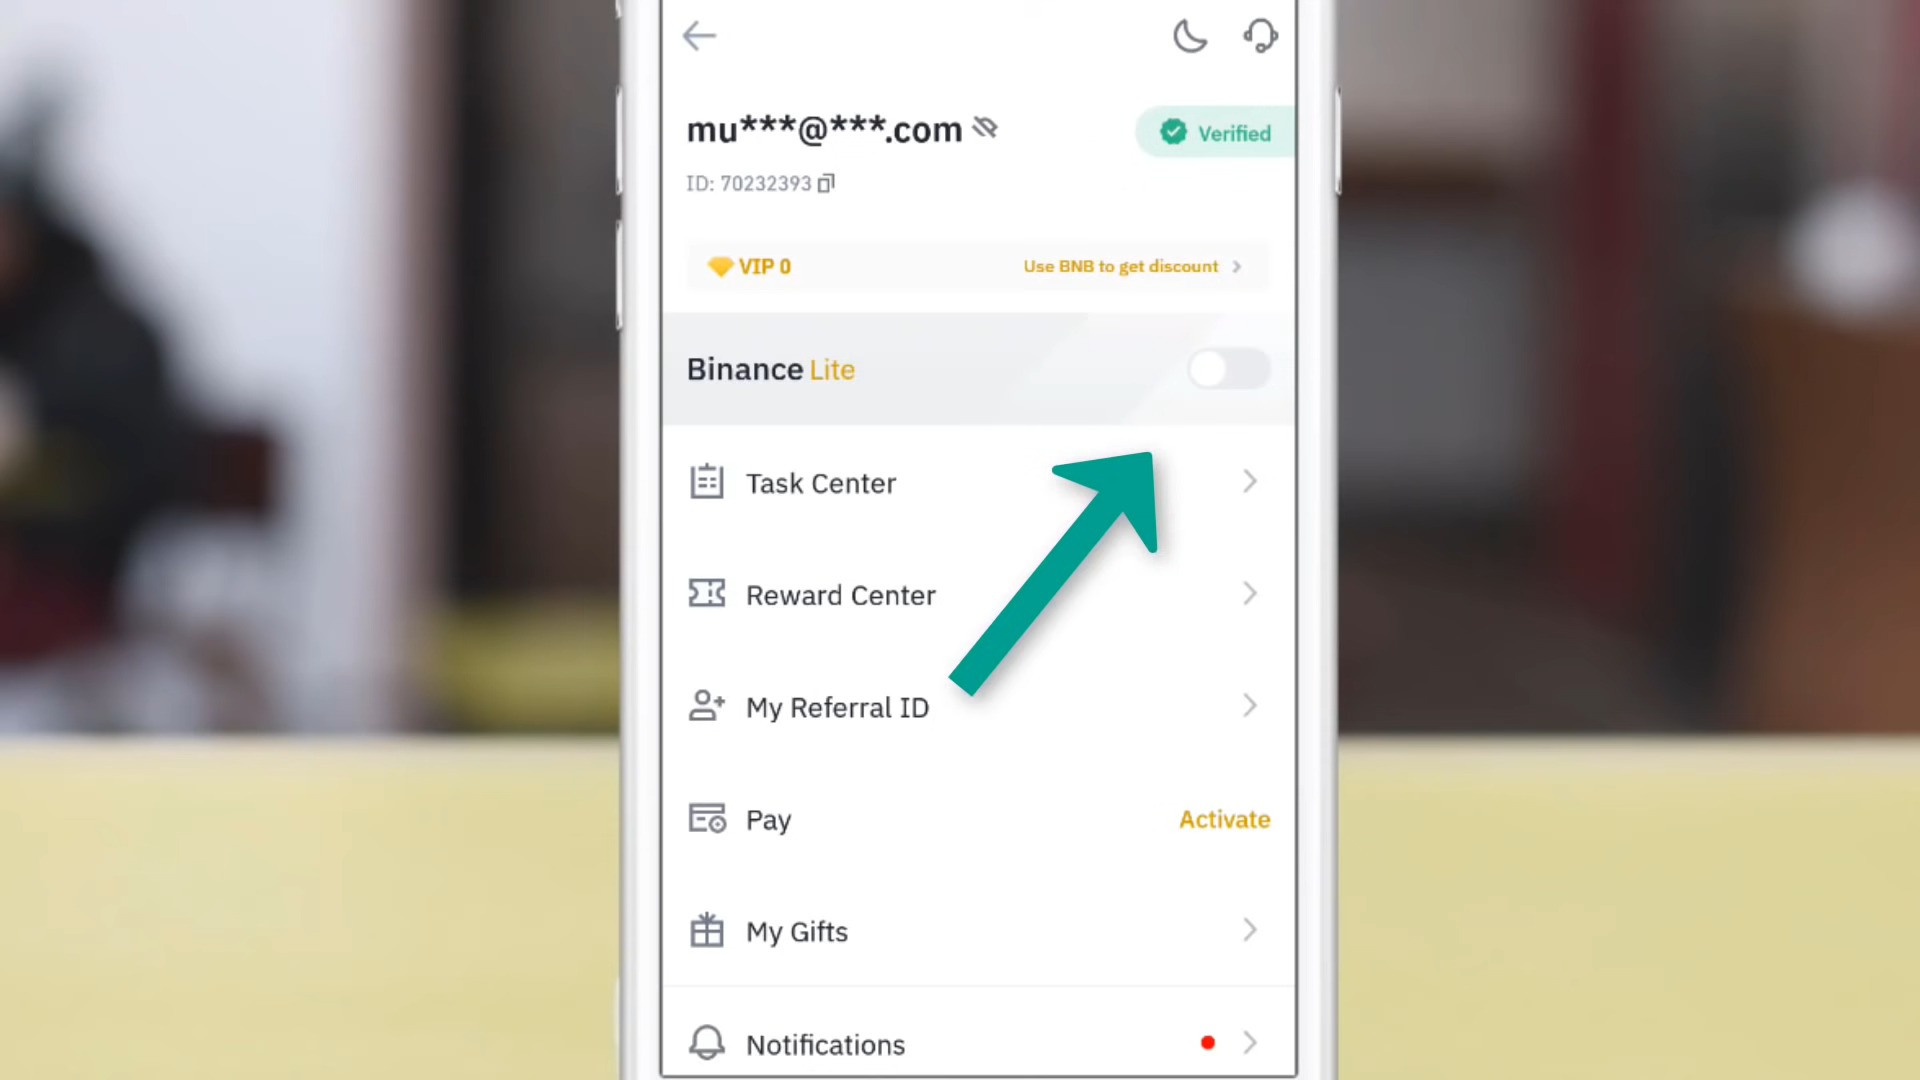 mu***@***.com
Verified
ID: 70232393
VIP 0
Use BNB to get discount
Binance Lite
Task Center
Reward Center
My Referral ID
Pay
Activate
My Gifts
Notifications